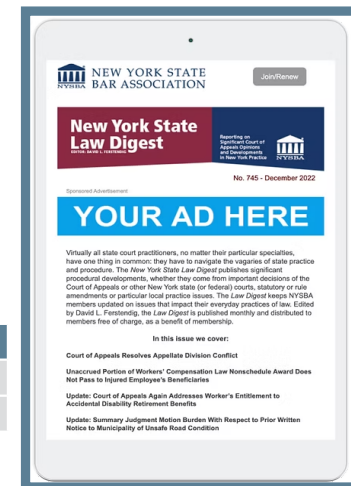 NEW YORK STATE
BAR ASSOCIATION
NYSBA
Join/Renew
New York State
Law Digest
EDITOR: DAVID L. FERSTENDIG
Reporting on
Significant Court of
Appeals Opinions
and Developments
in New York Practice
NYSBA
No. 745 - December 2022
Sponsored Advertisement
YOUR AD HERE
Virtually all state court practitioners, no matter their particular specialties,
have one thing in common: they have to navigate the vagaries of state practice
and procedure. The New York State Law Digest publishes significant
procedural developments, whether they come from important decisions of the
Court of Appeals or other New York state (or federal) courts, statutory or rule
amendments or particular local practice issues. The Law Digest keeps NYSBA
members updated on issues that impact their everyday practices of law. Edited
by David L. Ferstendig, the Law Digest is published monthly and distributed to
members free of charge, as a benefit of membership.
In this issue we cover:
Court of Appeals Resolves Appellate Division Conflict
Unaccrued Portion of Workers' Compensation Law Nonschedule Award Does
Not Pass to Injured Employee's Beneficiaries
Update: Court of Appeals Again Addresses Worker's Entitlement to
Accidental Disability Retirement Benefits
Update: Summary Judgment Motion Burden With Respect to Prior Written
Notice to Municipality of Unsafe Road Condition